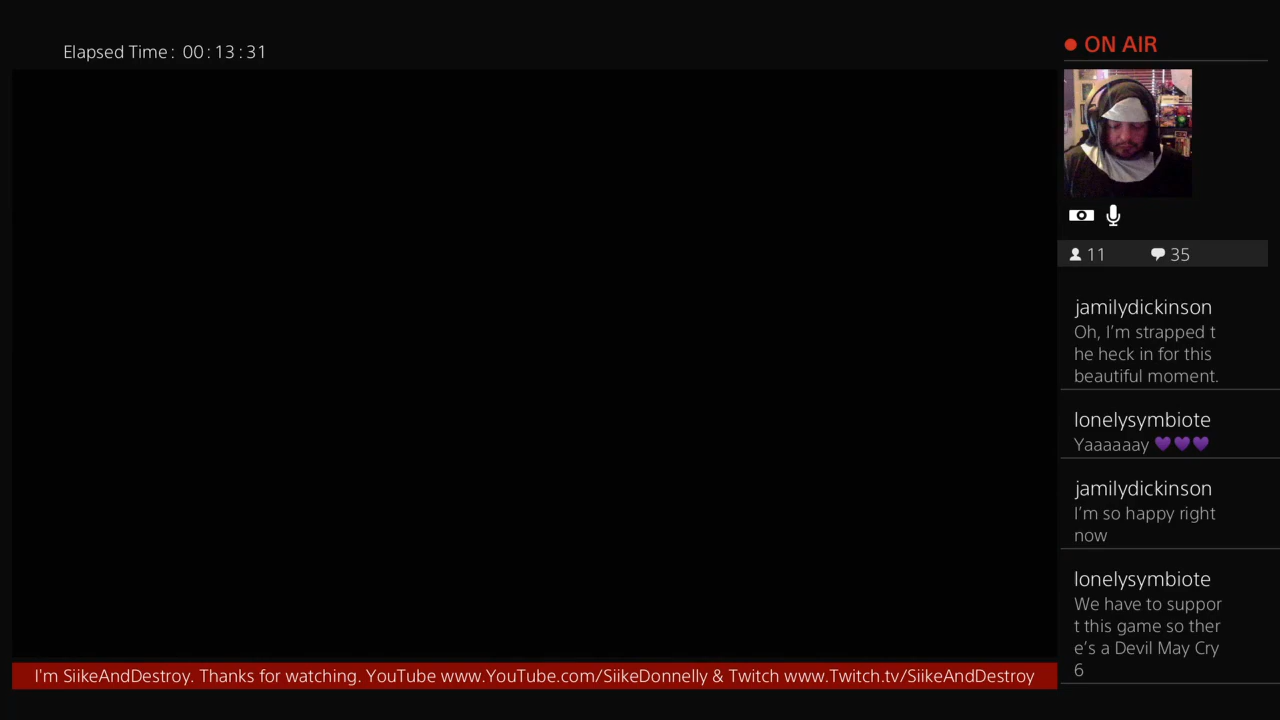 Elapsed Time: 00:13:31
ON AIR
11 35
jamilydickinson
Oh, I'm strapped t
he heck in for this
beautiful moment.
lonelysymbiote
Yaaaaaay 💜💜💜
jamilydickinson
I'm so happy right
now
lonelysymbiote
We have to suppor
t this game so ther
e's a Devil May Cry
6
I'm SiikeAndDestroy. Thanks for watching. YouTube www.YouTube.com/SiikeDonnelly & Twitch www.Twitch.tv/SiikeAndDestroy